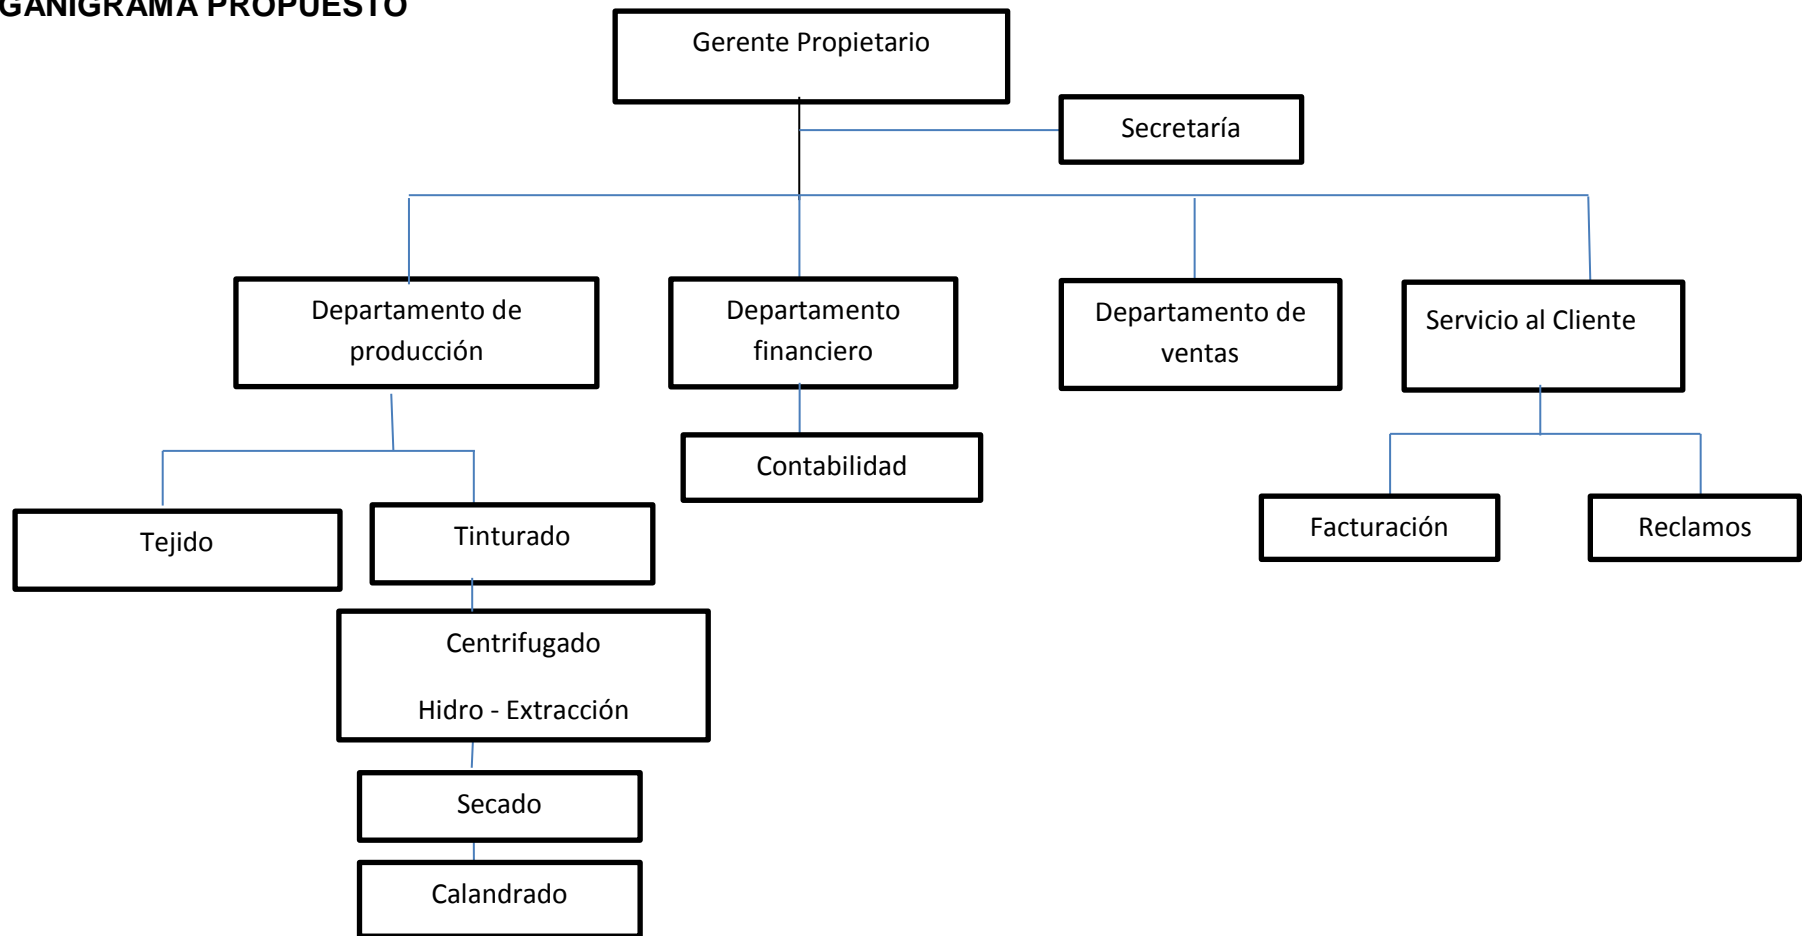 GANIGRAMA PROPUESTO
Gerente Propietario
Secretaría
Departamento de
producción
Departamento
financiero
Departamento de
ventas
Servicio al Cliente
Contabilidad
Tejido
Tinturado
Facturación
Reclamos
Centrifugado
Hidro - Extracción
Secado
Calandrado